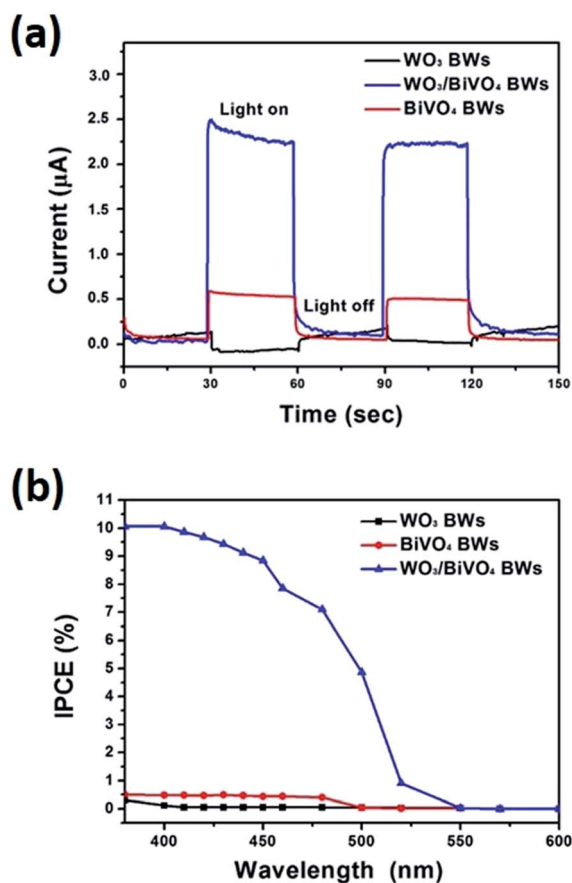 (a)
WO₃ BWs
WO₃/BiVO₄ BWs
BiVO₄ BWs
Light on
Light off
Current (μA)
3.0
2.5
2.0
1.5
1.0
0.5
0.0
0 30 60 90 120 150
Time (sec)
(b)
WO₃ BWs
BiVO₄ BWs
WO₃/BiVO₄ BWs
IPCE (%)
11
10
9
8
7
6
5
4
3
2
1
0
400 450 500 550 600
Wavelength (nm)